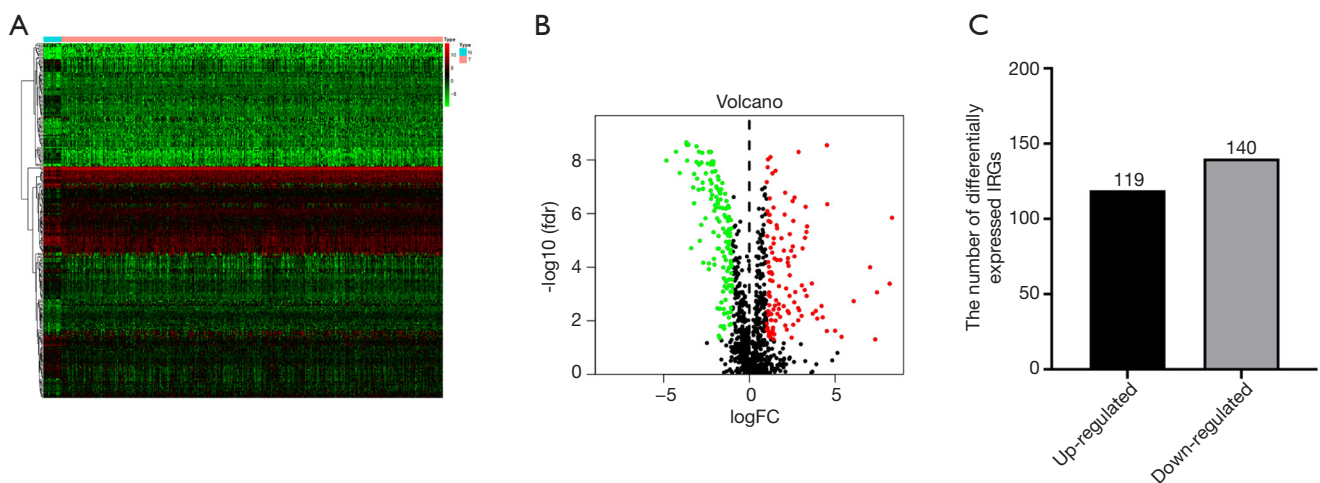 A
Type
10
5
0
−5
Type
N
T
B
Volcano
8
6
4
2
0
-log10 (fdr)
−5
0
5
logFC
C
200
150
100
50
0
The number of differentially
expressed IRGs
119
140
Up-regulated
Down-regulated